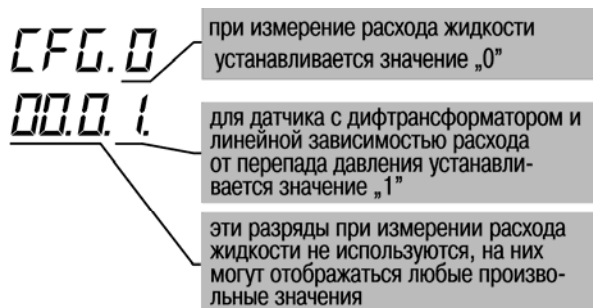 CFG.0
при измерение расхода жидкости
устанавливается значение „0”
00.0.1.
для датчика с дифтрансформатором и
линейной зависимостью расхода
от перепада давления устанавли-
вается значение „1”
эти разряды при измерении расхода
жидкости не используются, на них
могут отображаться любые произво-
льные значения